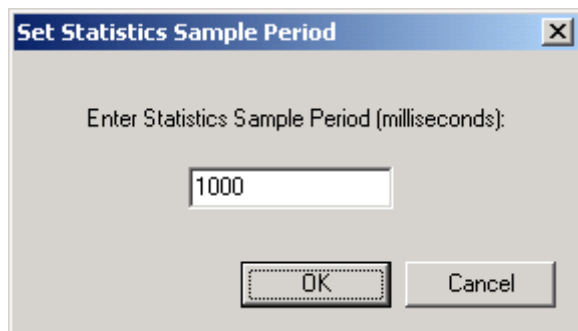 Set Statistics Sample Period
Enter Statistics Sample Period (milliseconds):
1000
OK
Cancel